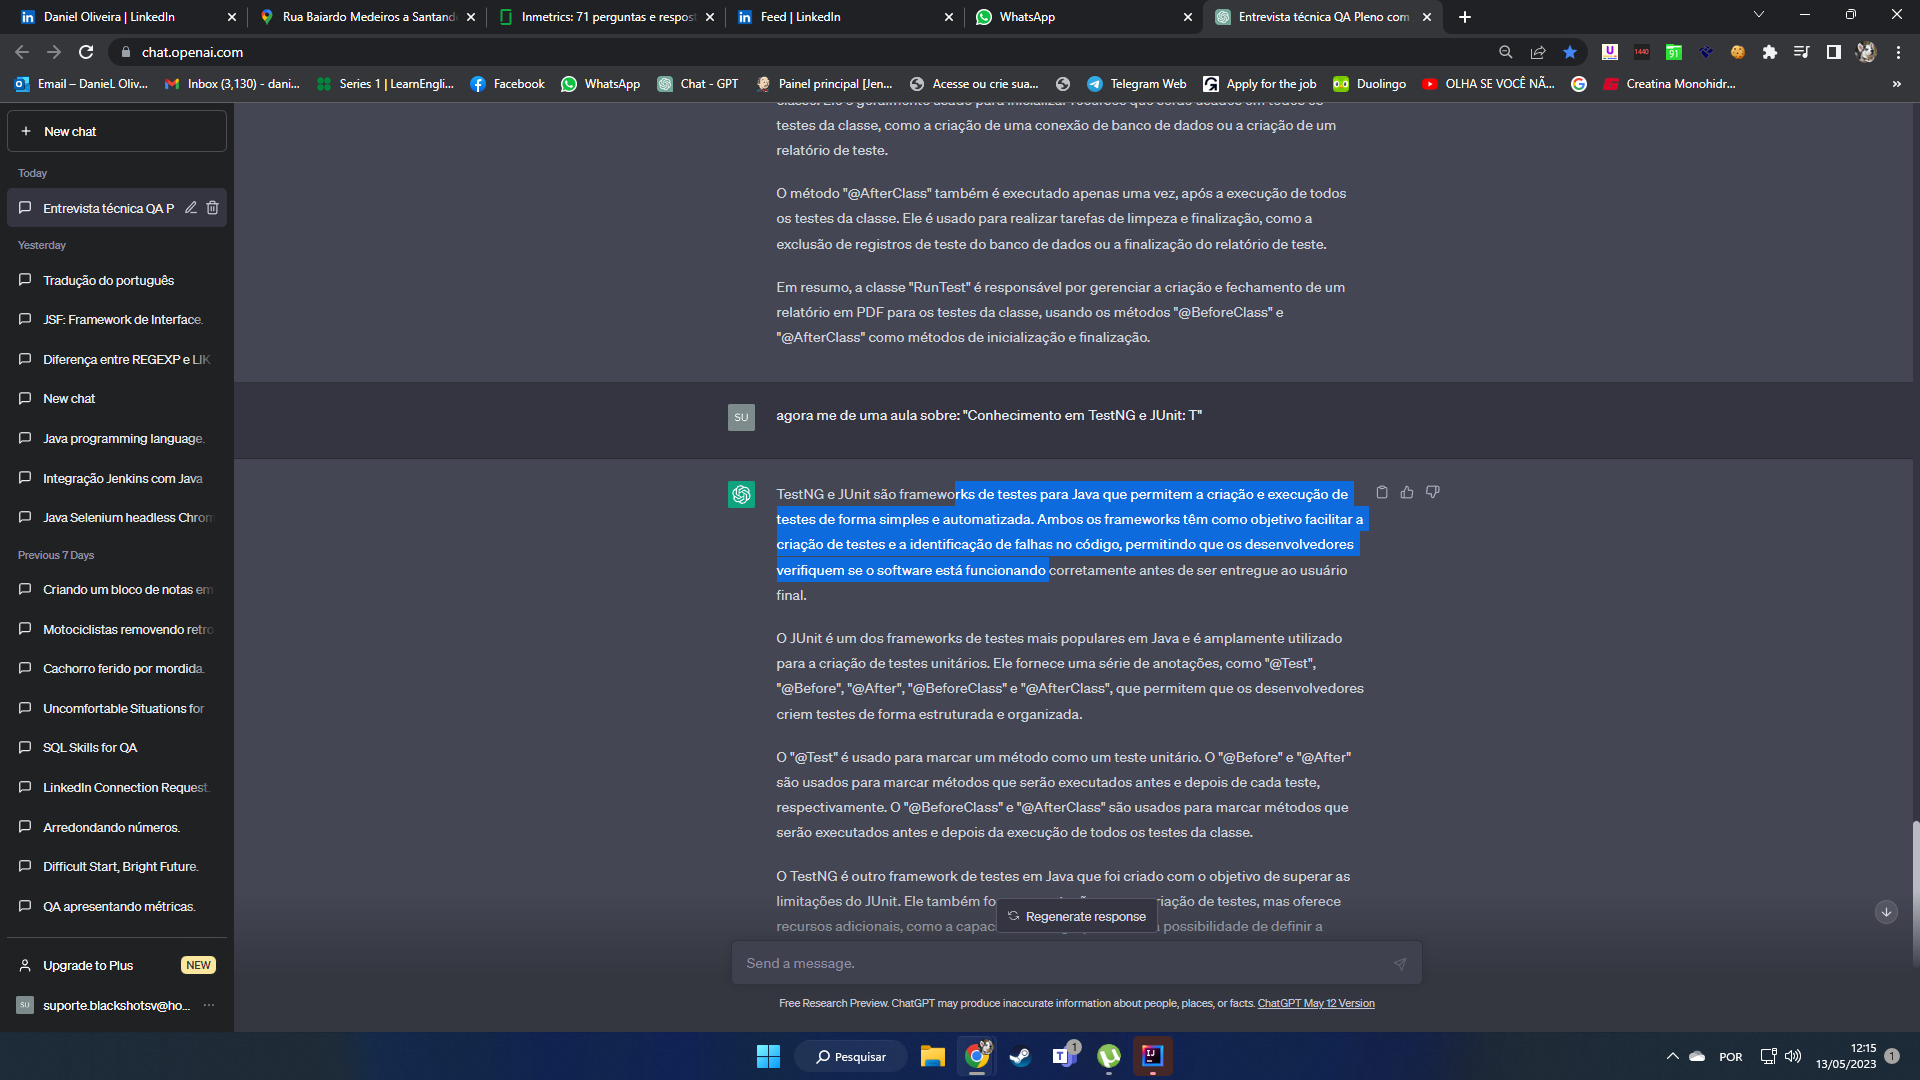 Daniel Oliveira | LinkedIn
Rua Baiardo Medeiros a Santand
Inmetrics: 71 perguntas e respost
Feed | LinkedIn
WhatsApp
Entrevista técnica QA Pleno com
chat.openai.com
Email – Daniel. Oliv...
Inbox (3,130) - dani...
Series 1 | LearnEngli...
Facebook
WhatsApp
Chat - GPT
Painel principal [Jen...
Acesse ou crie sua...
Telegram Web
Apply for the job
Duolingo
OLHA SE VOCÊ NÃ...
Creatina Monohidr...
New chat
Today
Entrevista técnica QA P
Yesterday
Tradução do português
JSF: Framework de Interface.
Diferença entre REGEXP e LIK
New chat
Java programming language.
Integração Jenkins com Java
Java Selenium headless Chrom
Previous 7 Days
Criando um bloco de notas em
Motociclistas removendo retro
Cachorro ferido por mordida.
Uncomfortable Situations for
SQL Skills for QA
LinkedIn Connection Request.
Arredondando números.
Difficult Start, Bright Future.
QA apresentando métricas.
Upgrade to Plus
NEW
SU
suporte.blackshotsv@ho...
classe. Ele é geralmente usado para inicializar recursos que serão usados em todos os
testes da classe, como a criação de uma conexão de banco de dados ou a criação de um
relatório de teste.
O método "@AfterClass" também é executado apenas uma vez, após a execução de todos
os testes da classe. Ele é usado para realizar tarefas de limpeza e finalização, como a
exclusão de registros de teste do banco de dados ou a finalização do relatório de teste.
Em resumo, a classe "RunTest" é responsável por gerenciar a criação e fechamento de um
relatório em PDF para os testes da classe, usando os métodos "@BeforeClass" e
"@AfterClass" como métodos de inicialização e finalização.
SU
agora me de uma aula sobre: "Conhecimento em TestNG e JUnit: T"
TestNG e JUnit são frameworks de testes para Java que permitem a criação e execução de
testes de forma simples e automatizada. Ambos os frameworks têm como objetivo facilitar a
criação de testes e a identificação de falhas no código, permitindo que os desenvolvedores
verifiquem se o software está funcionando corretamente antes de ser entregue ao usuário
final.
O JUnit é um dos frameworks de testes mais populares em Java e é amplamente utilizado
para a criação de testes unitários. Ele fornece uma série de anotações, como "@Test",
"@Before", "@After", "@BeforeClass" e "@AfterClass", que permitem que os desenvolvedores
criem testes de forma estruturada e organizada.
O "@Test" é usado para marcar um método como um teste unitário. O "@Before" e "@After"
são usados para marcar métodos que serão executados antes e depois de cada teste,
respectivamente. O "@BeforeClass" e "@AfterClass" são usados para marcar métodos que
serão executados antes e depois da execução de todos os testes da classe.
O TestNG é outro framework de testes em Java que foi criado com o objetivo de superar as
limitações do JUnit. Ele também fo riação de testes, mas oferece
recursos adicionais, como a capac possibilidade de definir a
Regenerate response
Send a message.
Free Research Preview. ChatGPT may produce inaccurate information about people, places, or facts. ChatGPT May 12 Version
Pesquisar
1
POR
12:15
13/05/2023
1